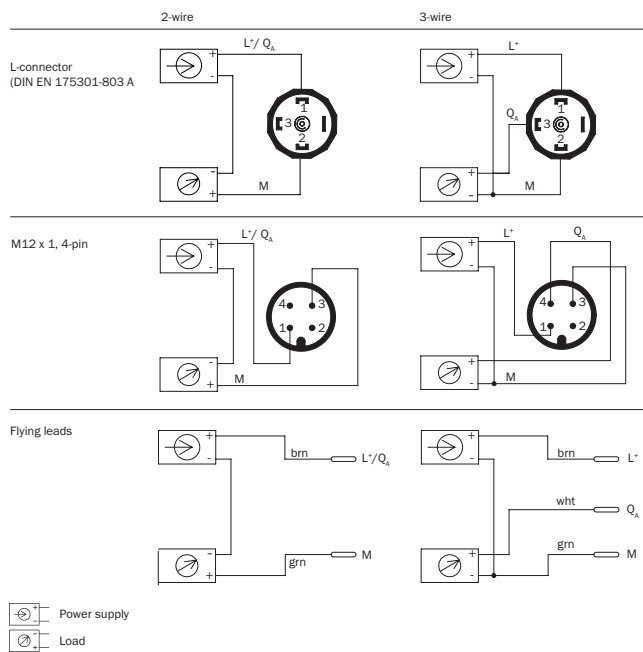 2-wire 3-wire
L-connector
(DIN EN 175301-803 A
+ L⁺/ Q_A
-
1
3
2
-
+ M
+ L⁺
-
1
Q_A 3
2
+
- M
M12 x 1, 4-pin
+ L⁺/ Q_A
-
4 3
1 2
-
+ M
+ L⁺ Q_A
-
4 3
1 2
+
- M
Flying leads
+
- brn L⁺/Q_A
-
+ grn M
+
- brn L⁺
wht Q_A
+ grn M
-
+
- Power supply
-
+ Load